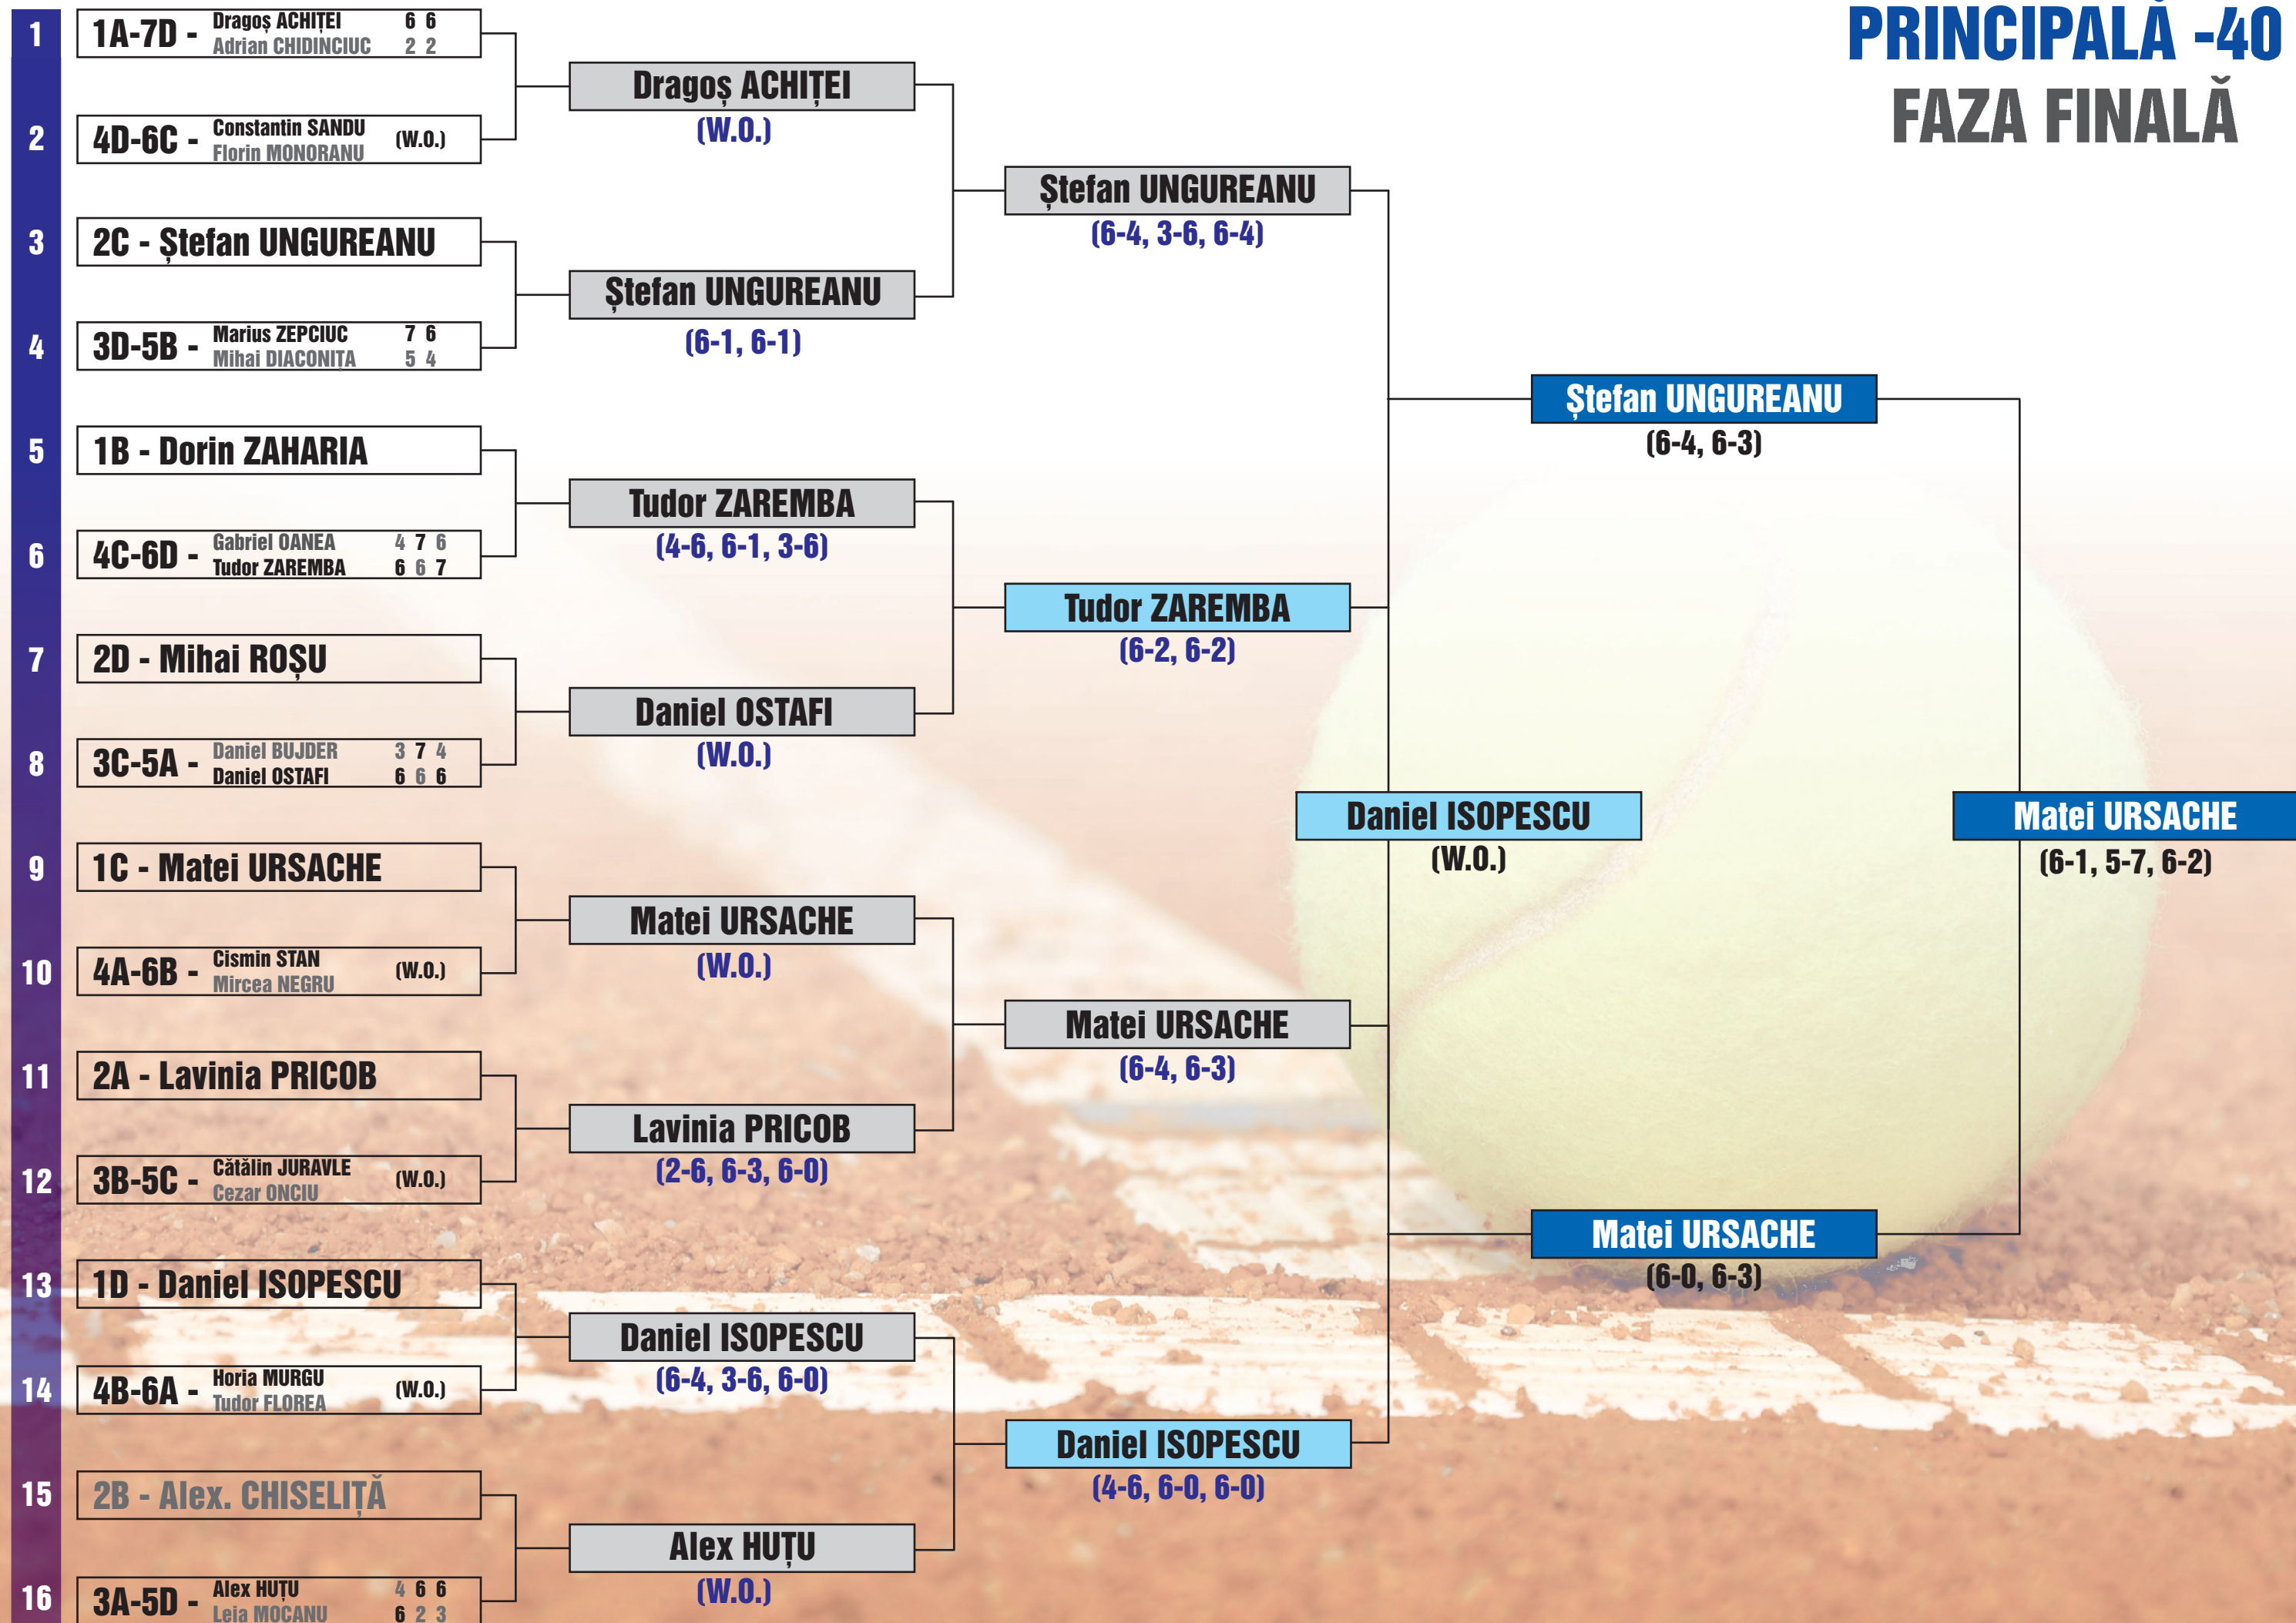 PRINCIPALĂ -40
FAZA FINALĂ
1
1A-7D - Dragoș ACHIȚEI 6 6
Adrian CHIDINCIUC 2 2
2
4D-6C - Constantin SANDU (W.O.)
Florin MONORANU
3
2C - Ștefan UNGUREANU
4
3D-5B - Marius ZEPCIUC 7 6
Mihai DIACONIȚA 5 4
5
1B - Dorin ZAHARIA
6
4C-6D - Gabriel OANEA 4 7 6
Tudor ZAREMBA 6 6 7
7
2D - Mihai ROȘU
8
3C-5A - Daniel BUJDER 3 7 4
Daniel OSTAFI 6 6 6
9
1C - Matei URSACHE
10
4A-6B - Cismin STAN (W.O.)
Mircea NEGRU
11
2A - Lavinia PRICOB
12
3B-5C - Cătălin JURAVLE (W.O.)
Cezar ONCIU
13
1D - Daniel ISOPESCU
14
4B-6A - Horia MURGU (W.O.)
Tudor FLOREA
15
2B - Alex. CHISELIȚĂ
16
3A-5D - Alex HUȚU 4 6 6
Leia MOCANU 6 2 3
Dragoș ACHIȚEI
(W.O.)
Ștefan UNGUREANU
(6-1, 6-1)
Tudor ZAREMBA
(4-6, 6-1, 3-6)
Daniel OSTAFI
(W.O.)
Matei URSACHE
(W.O.)
Lavinia PRICOB
(2-6, 6-3, 6-0)
Daniel ISOPESCU
(6-4, 3-6, 6-0)
Alex HUȚU
(W.O.)
Ștefan UNGUREANU
(6-4, 3-6, 6-4)
Tudor ZAREMBA
(6-2, 6-2)
Matei URSACHE
(6-4, 6-3)
Daniel ISOPESCU
(4-6, 6-0, 6-0)
Ștefan UNGUREANU
(6-4, 6-3)
Daniel ISOPESCU
(W.O.)
Matei URSACHE
(6-0, 6-3)
Matei URSACHE
(6-1, 5-7, 6-2)